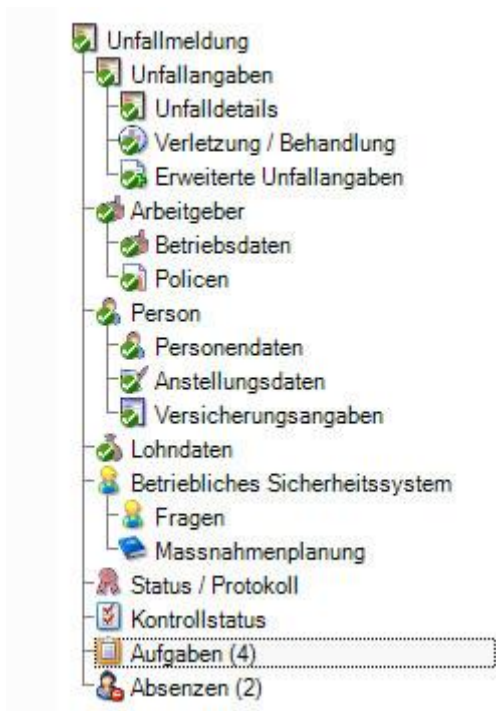 Unfallmeldung
Unfallangaben
Unfalldetails
Verletzung / Behandlung
Erweiterte Unfallangaben
Arbeitgeber
Betriebsdaten
Policen
Person
Personendaten
Anstellungsdaten
Versicherungsangaben
Lohndaten
Betriebliches Sicherheitssystem
Fragen
Massnahmenplanung
Status / Protokoll
Kontrollstatus
Aufgaben (4)
Absenzen (2)